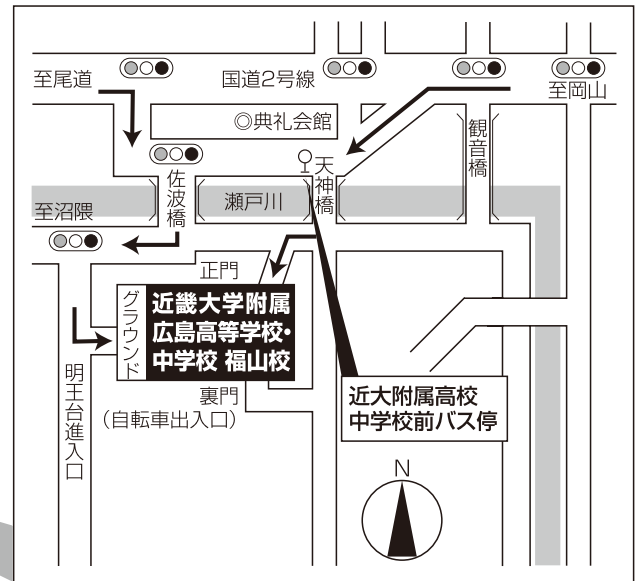 至尾道
国道2号線
至岡山
◎典礼会館
観音橋
天神橋
佐波橋
瀬戸川
至沼隈
正門
グラウンド
近畿大学附属
広島高等学校・
中学校 福山校
裏門
(自転車出入口)
明王台進入口
近大附属高校
中学校前バス停
N